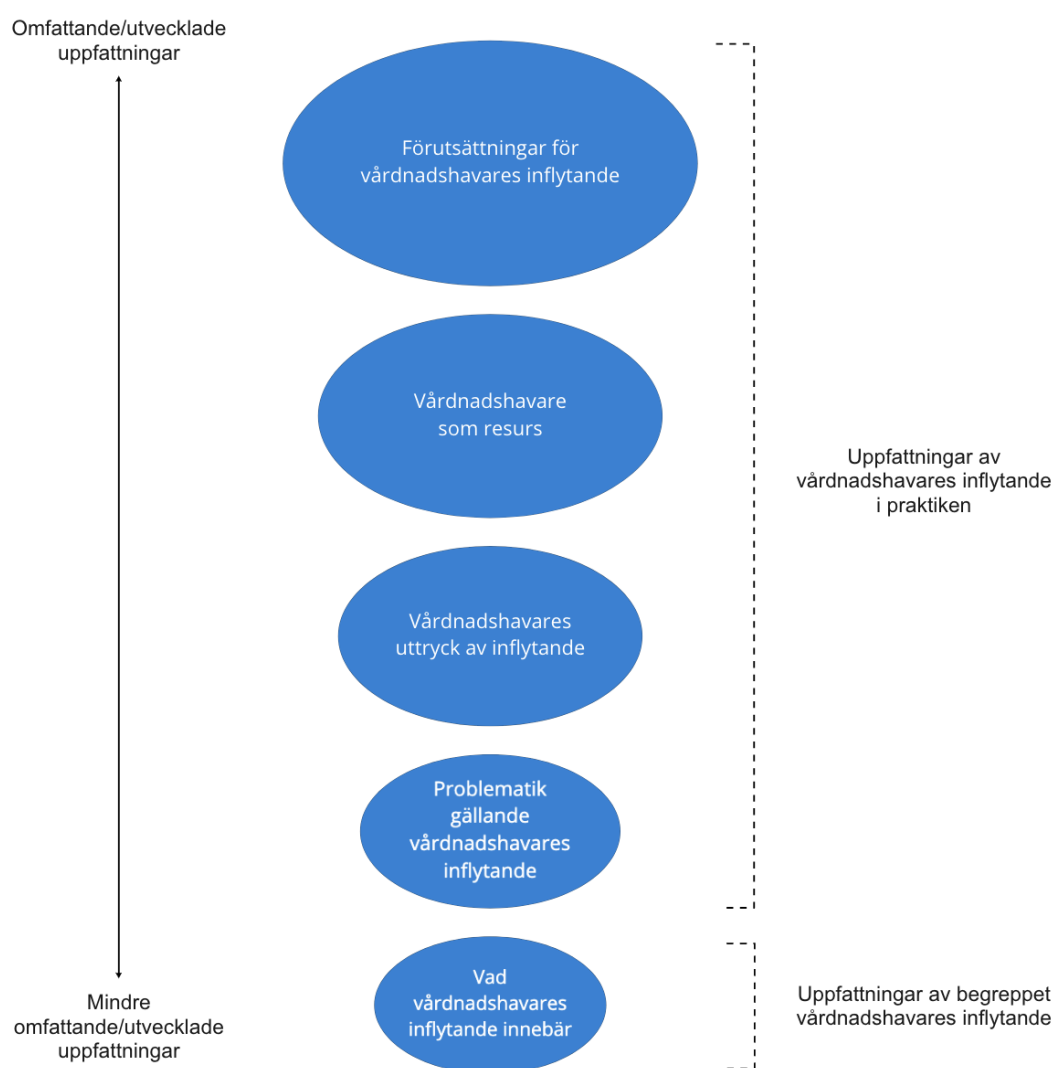 Omfattande/utvecklade
uppfattningar
Förutsättningar för
vårdnadshavares inflytande
Vårdnadshavare
som resurs
Uppfattningar av
vårdnadshavares inflytande
i praktiken
Vårdnadshavares
uttryck av inflytande
Problematik
gällande
vårdnadshavares
inflytande
Vad
vårdnadshavares
inflytande innebär
Mindre
omfattande/utvecklade
uppfattningar
Uppfattningar av begreppet
vårdnadshavares inflytande